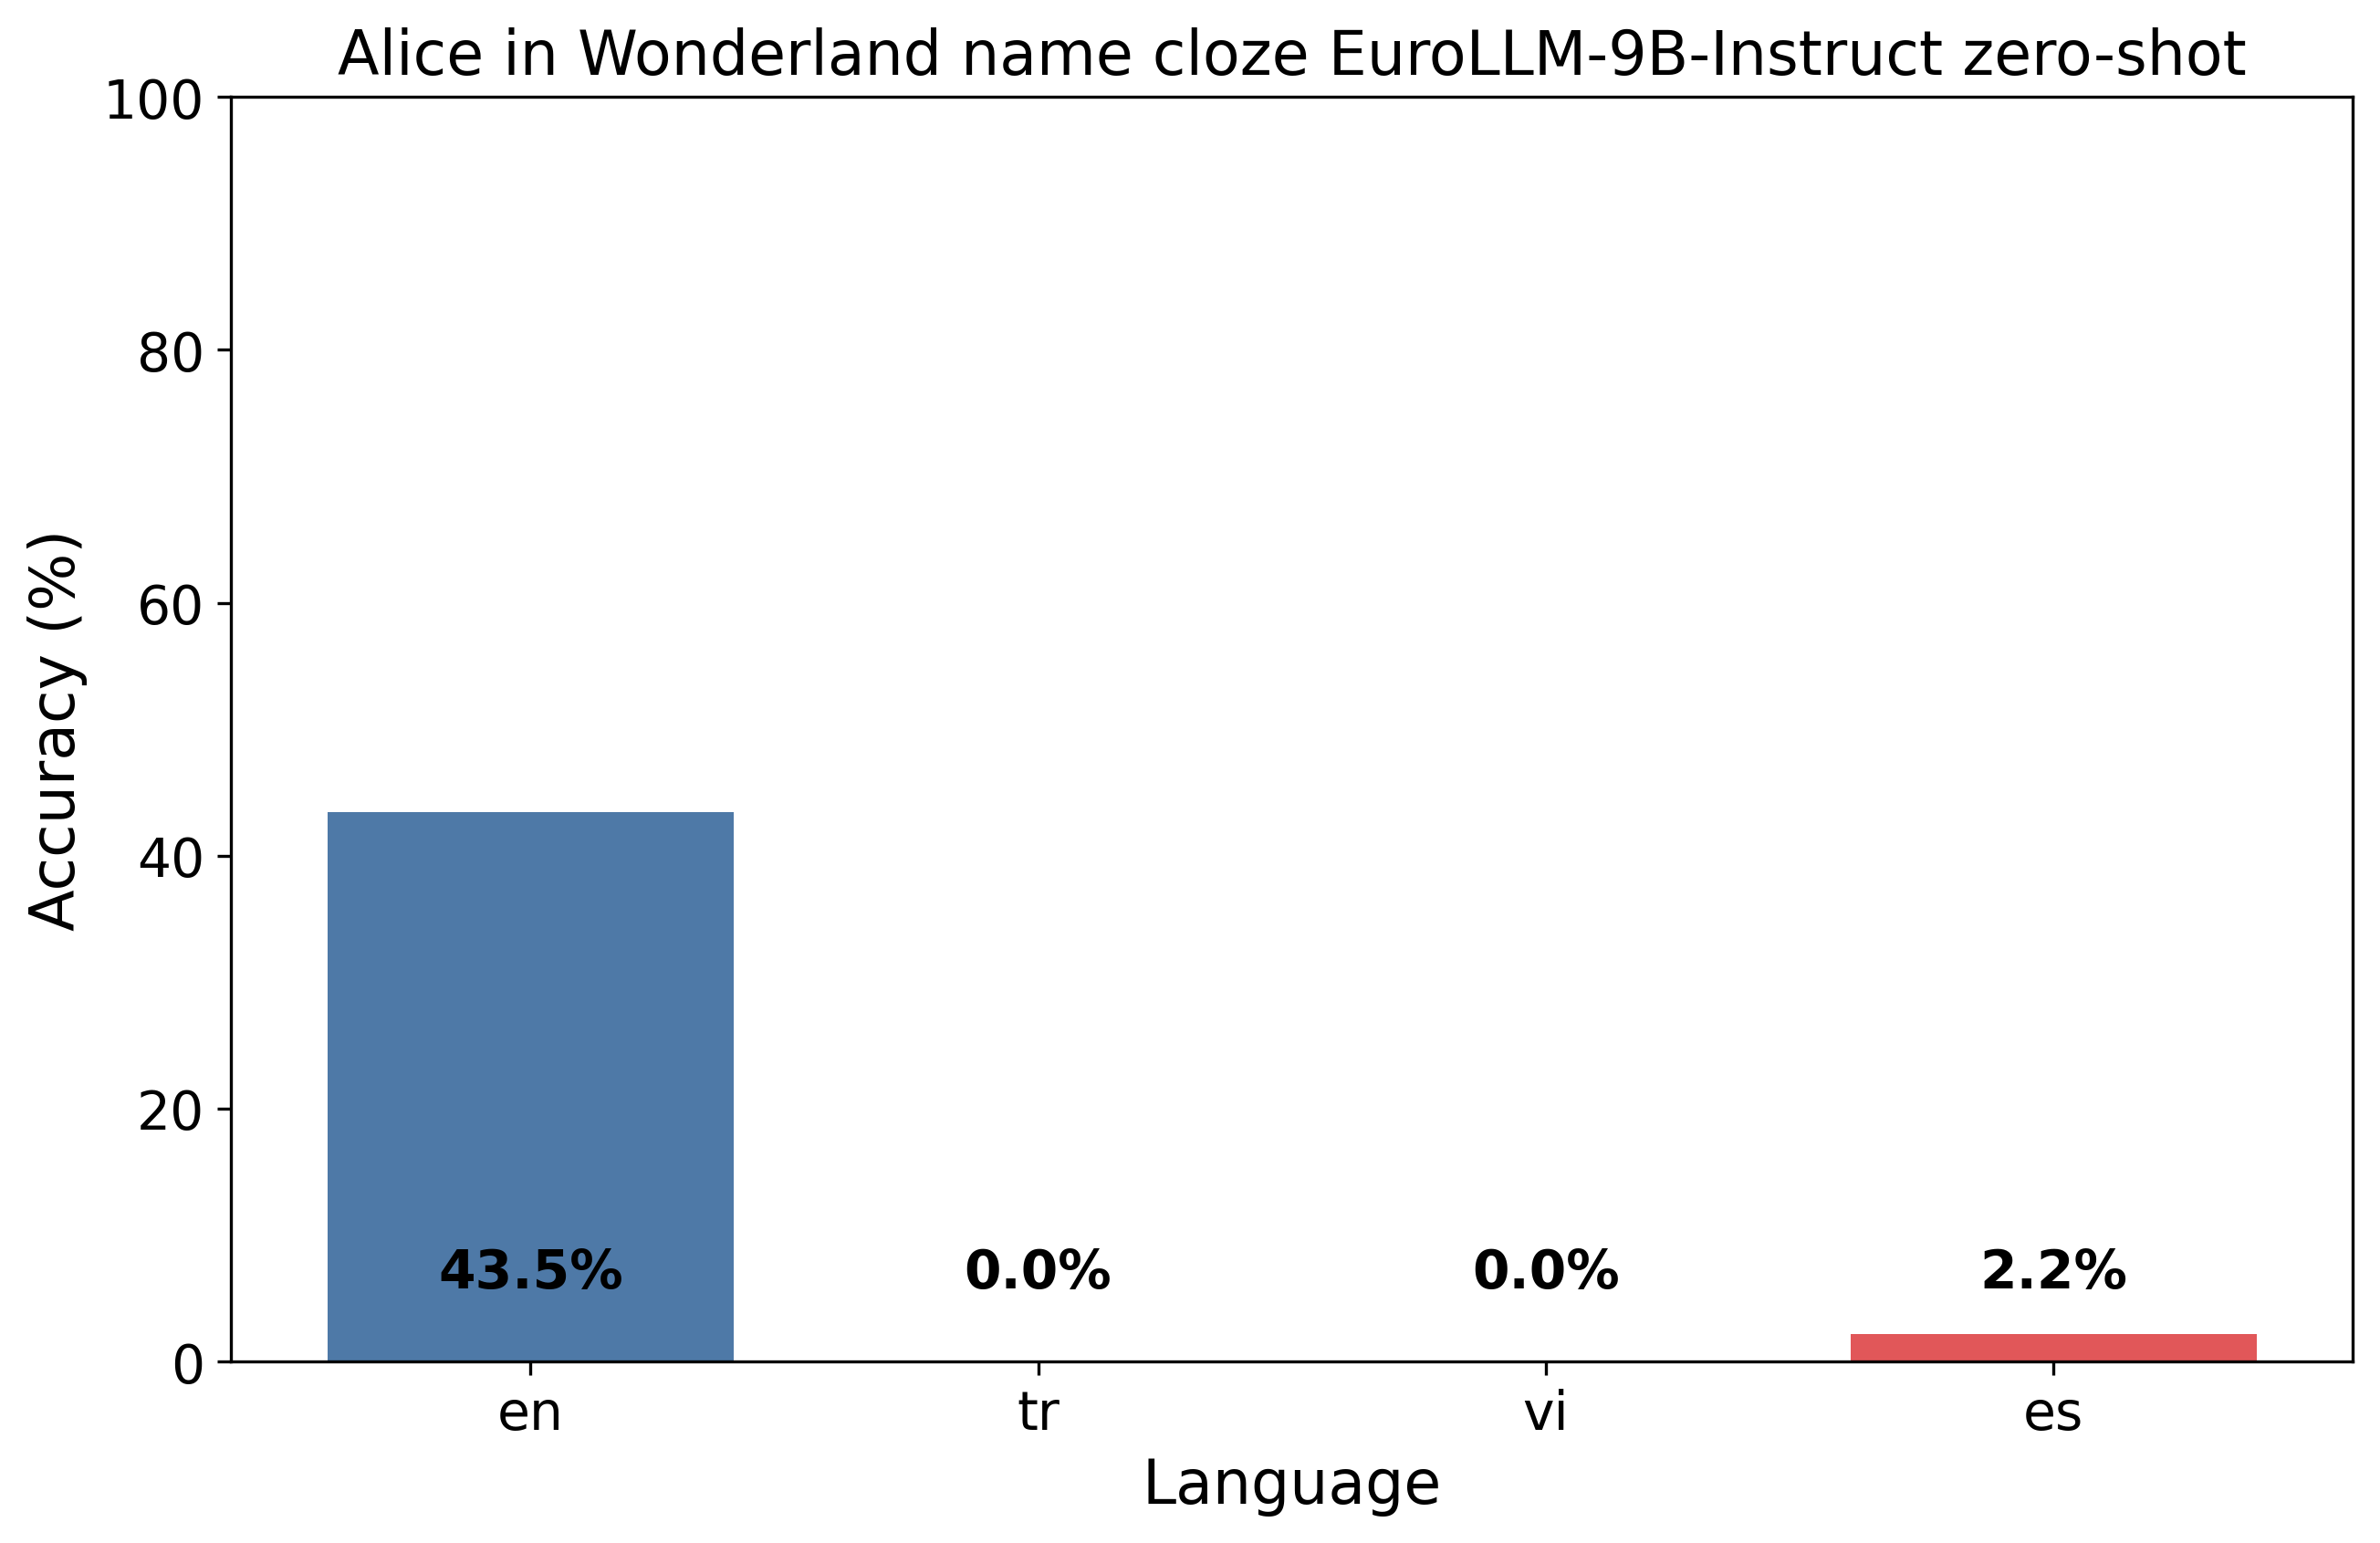 Alice in Wonderland name cloze EuroLLM-9B-Instruct zero-shot
100
80
60
40
20
0
Accuracy (%)
43.5%
0.0%
0.0%
2.2%
en
tr
vi
es
Language